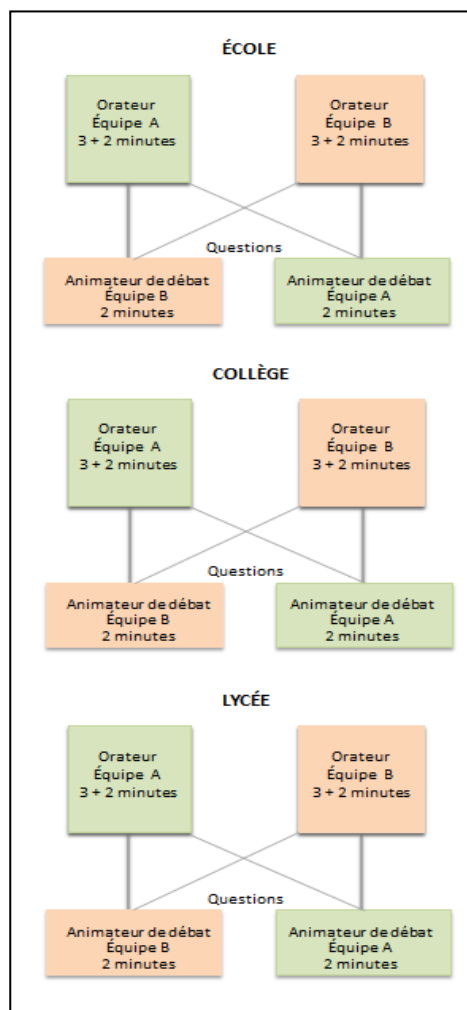 ÉCOLE
Orateur
Équipe A
3 + 2 minutes
Orateur
Équipe B
3 + 2 minutes
Questions
Animateur de débat
Équipe B
2 minutes
Animateur de débat
Équipe A
2 minutes
COLLÈGE
Orateur
Équipe A
3 + 2 minutes
Orateur
Équipe B
3 + 2 minutes
Questions
Animateur de débat
Équipe B
2 minutes
Animateur de débat
Équipe A
2 minutes
LYCÉE
Orateur
Équipe A
3 + 2 minutes
Orateur
Équipe B
3 + 2 minutes
Questions
Animateur de débat
Équipe B
2 minutes
Animateur de débat
Équipe A
2 minutes